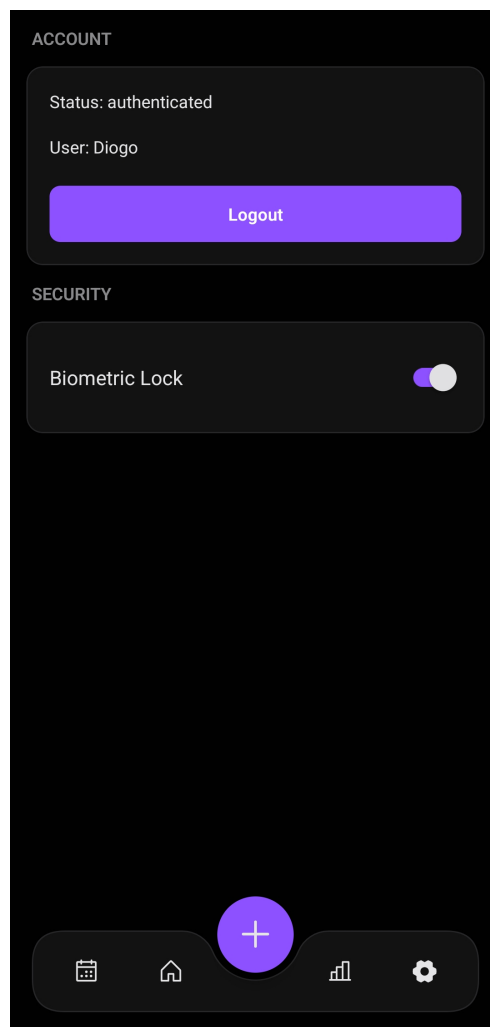 ACCOUNT
Status: authenticated
User: Diogo
Logout
SECURITY
Biometric Lock